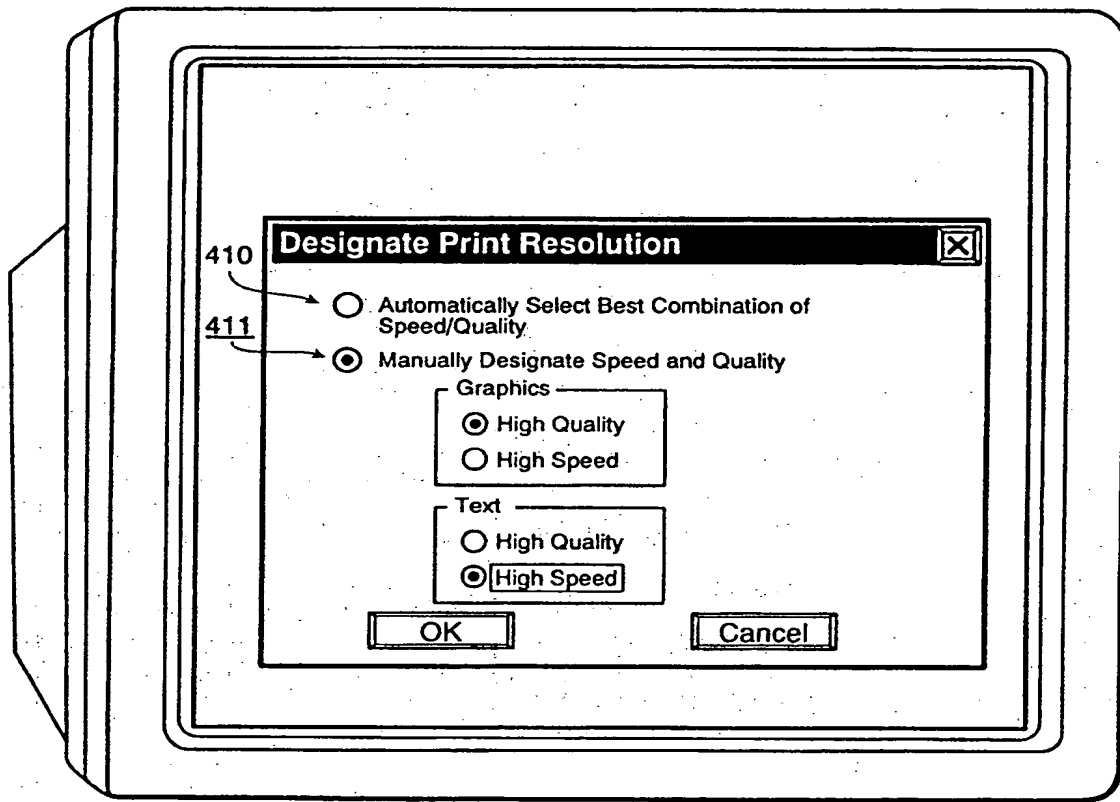 Designate Print Resolution
410
Automatically Select Best Combination of
Speed/Quality
411
Manually Designate Speed and Quality
Graphics
High Quality
High Speed
Text
High Quality
High Speed
OK
Cancel